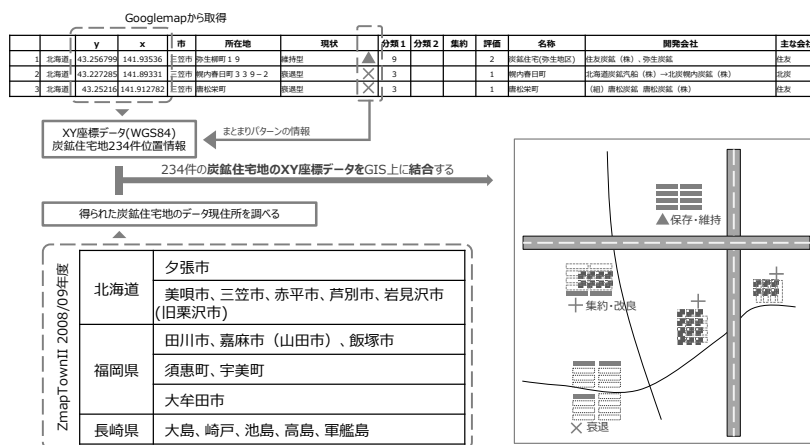 Googlemapから取得
y x 市 所在地 現状 分類1 分類2 集約 評価 名称 開発会社 主な会社
1 北海道 43.256799 141.93536 三笠市 弥生柳町19 維持型 9 2 炭鉱住宅(弥生地区) 住友炭鉱(株)、弥生炭鉱 住友
2 北海道 43.227285 141.89331 三笠市 幌内春日町339-2 衰退型 3 1 幌内春日町 北海道炭鉱汽船(株)→北炭幌内炭鉱(株) 北炭
3 北海道 43.25216 141.912782 三笠市 唐松栄町 衰退型 3 1 唐松栄町 (組)唐松炭鉱 唐松炭鉱(株) 住友
XY座標データ(WGS84)
炭鉱住宅地234件位置情報
まとまりパターンの情報
234件の炭鉱住宅地のXY座標データをGIS上に結合する
得られた炭鉱住宅地のデータ現住所を調べる
ZmapTownII 2008/09年度
北海道
夕張市
美唄市、三笠市、赤平市、芦別市、岩見沢市
(旧栗沢市)
福岡県
田川市、嘉麻市(山田市)、飯塚市
須恵町、宇美町
大牟田市
長崎県
大島、崎戸、池島、高島、軍艦島
保存・維持
集約・改良
衰退